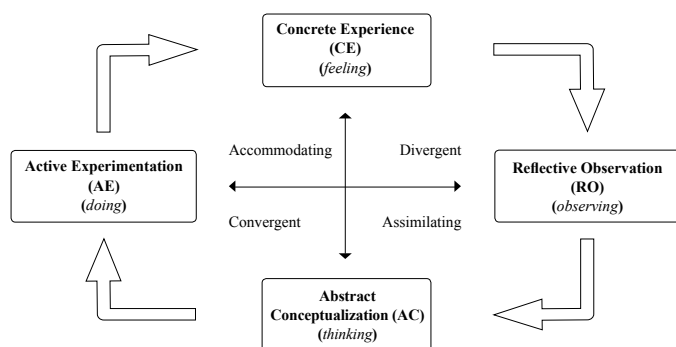 Concrete Experience
(CE)
(feeling)
Accommodating
Divergent
Active Experimentation
(AE)
(doing)
Reflective Observation
(RO)
(observing)
Convergent
Assimilating
Abstract
Conceptualization (AC)
(thinking)